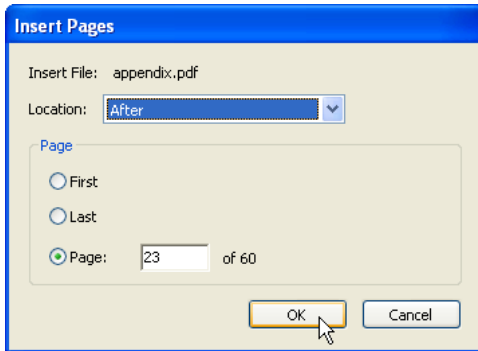 Insert Pages
Insert File: appendix.pdf
Location: After
Page
First
Last
Page: 23 of 60
OK Cancel